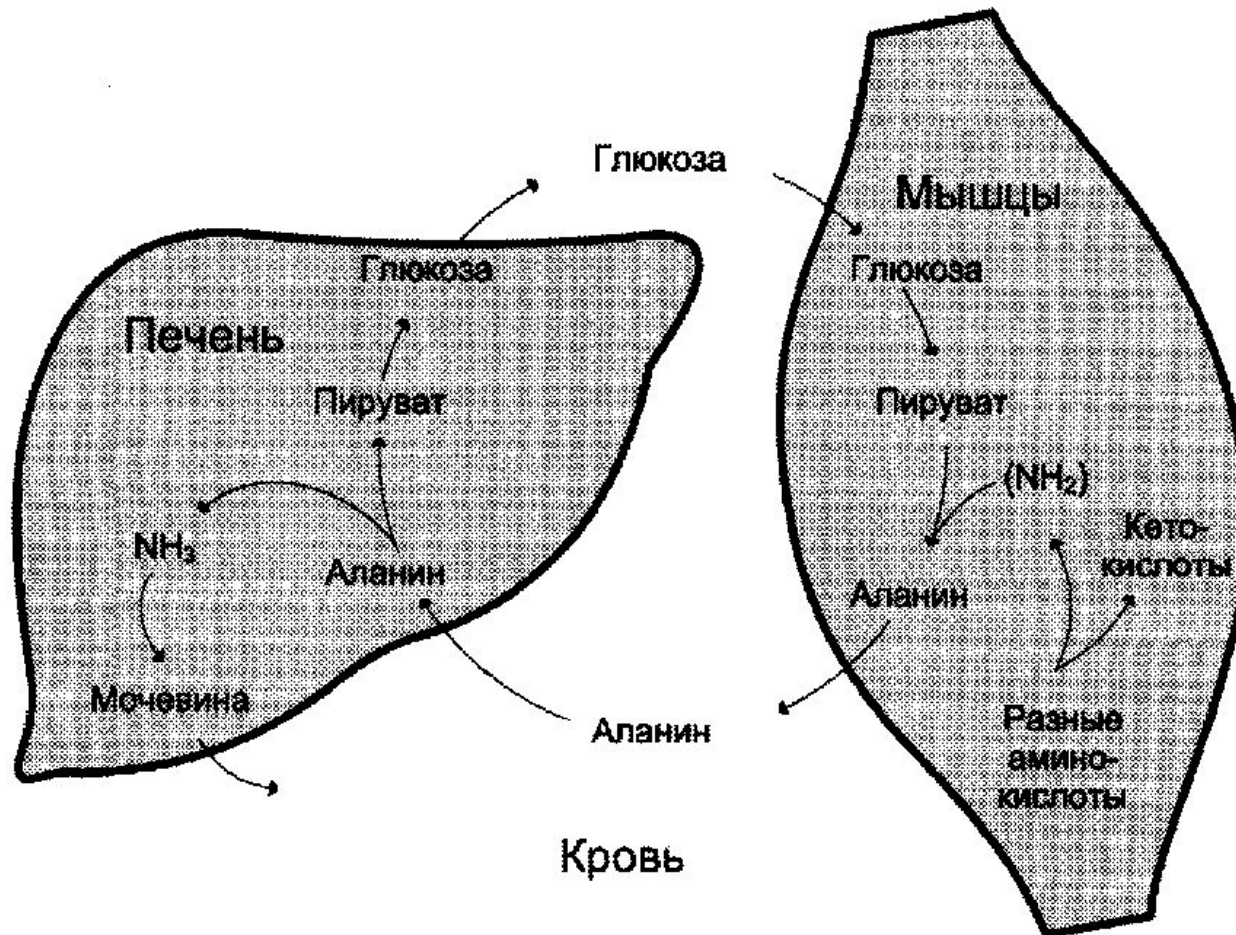 Глюкоза
Мышцы
Глюкоза
Глюкоза
Печень
Пируват
Пируват
(NH₂)
NH₃
Аланин
Кето-
кислоты
Аланин
Мочевина
Аланин
Разные
амино-
кислоты
Кровь